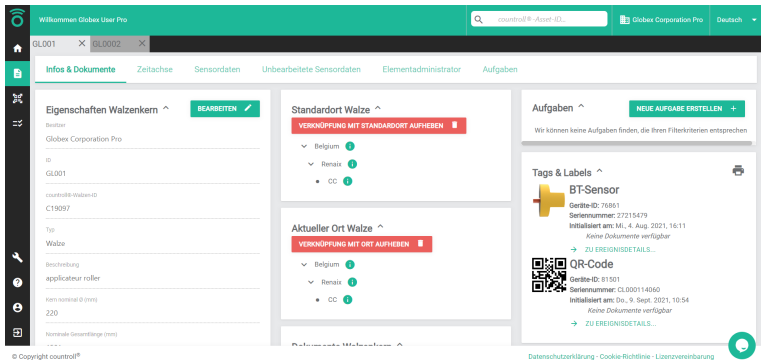 Willkommen Globex User Pro
countroll®-Asset-ID...
Globex Corporation Pro
Deutsch
GL001
GL0002
Infos & Dokumente
Zeitachse
Sensordaten
Unbearbeitete Sensordaten
Elementadministrator
Aufgaben
Eigenschaften Walzenkern
BEARBEITEN
Besitzer
Globex Corporation Pro
ID
GL001
countroll®-Walzen-ID
C19097
Typ
Walze
Beschreibung
applicateur roller
Kern nominal D (mm)
220
Nominale Gesamtlänge (mm)
Standardort Walze
VERKNÜPFUNG MIT STANDARDORT AUFHEBEN
Belgium
Renaix
CC
Aktueller Ort Walze
VERKNÜPFUNG MIT ORT AUFHEBEN
Belgium
Renaix
CC
Dokumente Walzenkern
Aufgaben
NEUE AUFGABE ERSTELLEN +
Wir können keine Aufgaben finden, die Ihren Filterkriterien entsprechen
Tags & Labels
BT-Sensor
Geräte-ID: 76861
Seriennummer: 27215479
Initialisiert am: Mi., 4. Aug. 2021, 16:11
Keine Dokumente verfügbar
ZU EREIGNISDETAILS...
QR-Code
Geräte-ID: 81501
Seriennummer: CL000114060
Initialisiert am: Do., 9. Sept. 2021, 10:54
Keine Dokumente verfügbar
ZU EREIGNISDETAILS...
© Copyright countroll®
Datenschutzerklärung - Cookie-Richtlinie - Lizenzvereinbarung